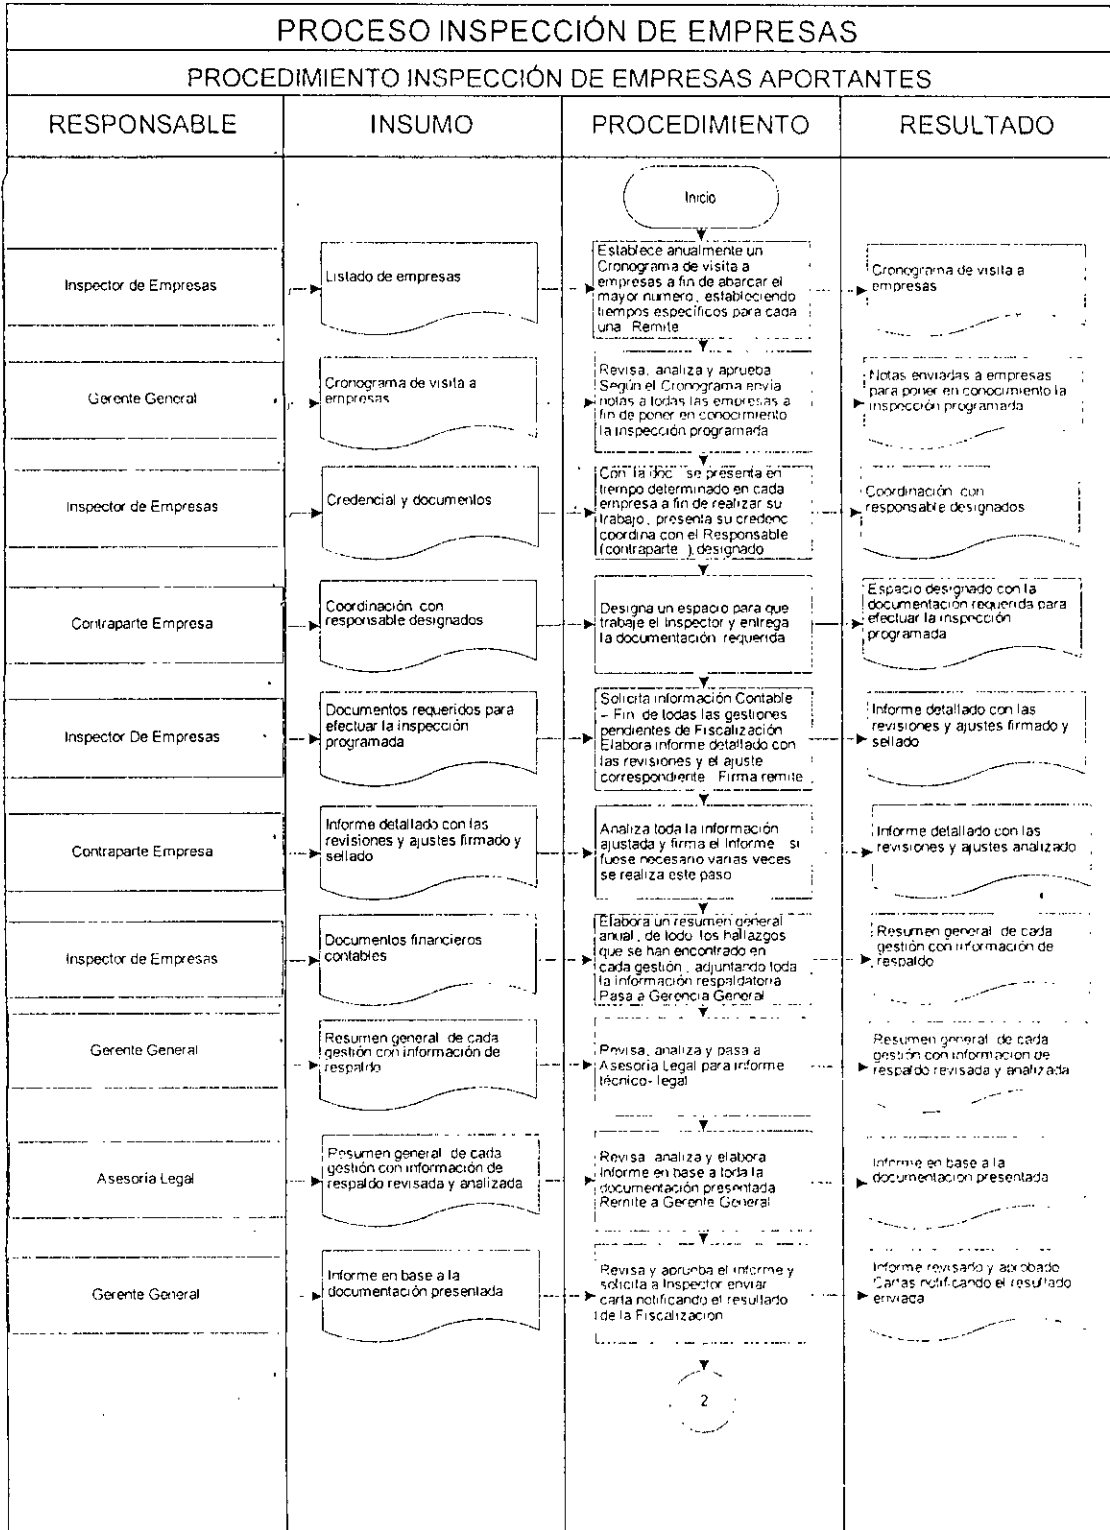 PROCESO INSPECCIÓN DE EMPRESAS
PROCEDIMIENTO INSPECCIÓN DE EMPRESAS APORTANTES
RESPONSABLE
INSUMO
PROCEDIMIENTO
RESULTADO
Inicio
Inspector de Empresas
Listado de empresas
Establece anualmente un
Cronograma de visita a
empresas a fin de abarcar el
mayor numero, estableciendo
tiempos específicos para cada
una Remite
Cronograma de visita a
empresas
Gerente General
Cronograma de visita a
empresas
Revisa, analiza y aprueba
Según el Cronograma envia
notas a todas las empresas a
fin de poner en conocimiento
la inspección programada
Notas enviadas a empresas
para poner en conocimiento la
inspección programada
Inspector de Empresas
Credencial y documentos
Con la doc se presenta en
tiempo determinado en cada
empresa a fin de realizar su
trabajo, presenta su credenc
coordina con el Responsable
(contraparte ) designado
Coordinación con
responsable designados
Contraparte Empresa
Coordinación con
responsable designados
Designa un espacio para que
trabaje el Inspector y entrega
la documentación requerida
Espacio designado con la
documentación requerida para
efectuar la inspección
programada
Inspector De Empresas
Documentos requeridos para
efectuar la inspección
programada
Solicita información Contable
– Fin de todas las gestiones
pendientes de Fiscalización
Elabora informe detallado con
las revisiones y el ajuste
correspondiente Firma remite
Informe detallado con las
revisiones y ajustes firmado y
sellado
Contraparte Empresa
Informe detallado con las
revisiones y ajustes firmado y
sellado
Analiza toda la información
ajustada y firma el Informe si
fuese necesario varias veces
se realiza este paso
Informe detallado con las
revisiones y ajustes analizado
Inspector de Empresas
Documentos financieros
contables
Elabora un resumen general
anual, de todo los hallazgos
que se han encontrado en
cada gestión, adjuntando toda
la información respaldatoria
Pasa a Gerencia General
Resumen general de cada
gestión con información de
respaldo
Gerente General
Resumen general de cada
gestión con información de
respaldo
Revisa, analiza y pasa a
Asesoria Legal para informe
técnico- legal
Resumen general de cada
gestión con informacion de
respaldo revisada y analizada
Asesoría Legal
Resumen general de cada
gestión con información de
respaldo revisada y analizada
Revisa analiza y elabora
Informe en base a toda la
documentación presentada
Remite a Gerente General
Informe en base a la
documentacion presentada
Gerente General
Informe en base a la
documentación presentada
Revisa y aprueba el informe y
solicita a Inspector enviar
carta notificando el resultado
de la Fiscalizacion
Informe revisado y aprobado
Cartas notificando el resultado
enviada
2